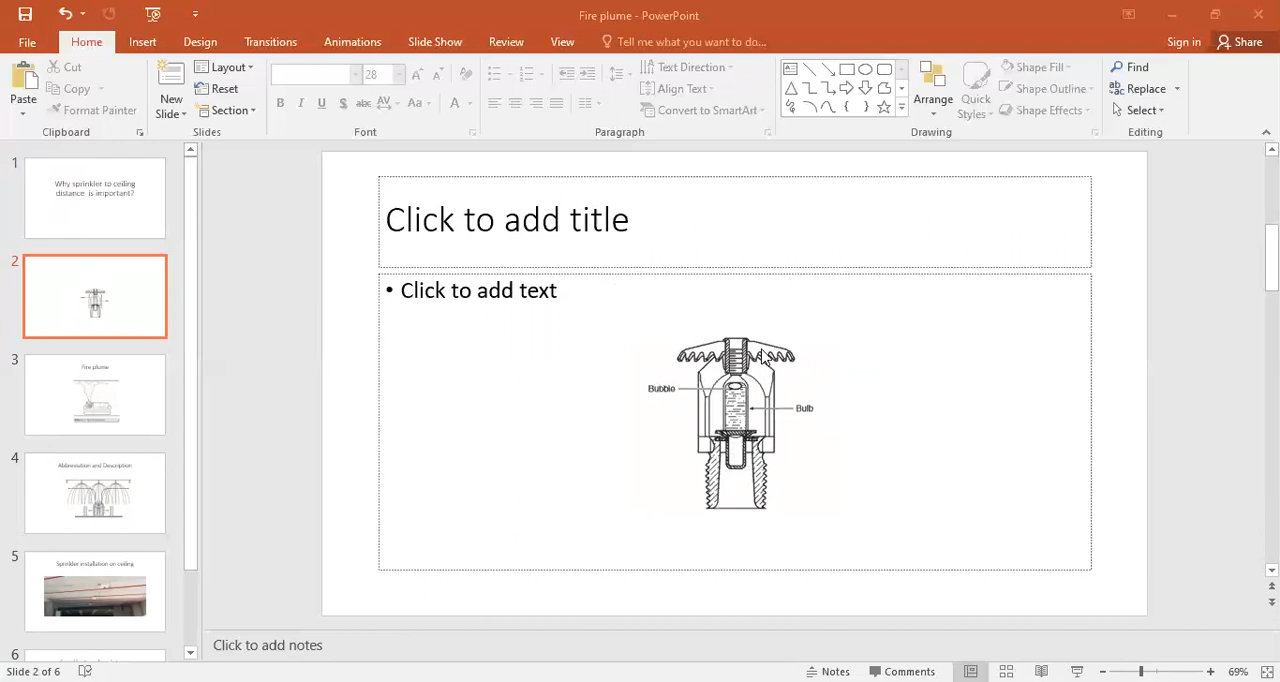 Fire plume - PowerPoint
File Home Insert Design Transitions Animations Slide Show Review View Tell me what you want to do... Sign in Share
Paste
Cut
Copy
Format Painter
Clipboard
New
Slide
Layout
Reset
Section
Slides
28
B I U S abc AV Aa A
Font
Text Direction
Align Text
Convert to SmartArt
Paragraph
Arrange
Quick
Styles
Shape Fill
Shape Outline
Shape Effects
Drawing
Find
Replace
Select
Editing
1
Why sprinkler to ceiling
distance is important?
2
3
Fire plume
4
Abbreviation and Description
5
Sprinkler installation on ceiling
6
Click to add title
• Click to add text
Bubble
Bulb
Click to add notes
Slide 2 of 6
Notes Comments 69%